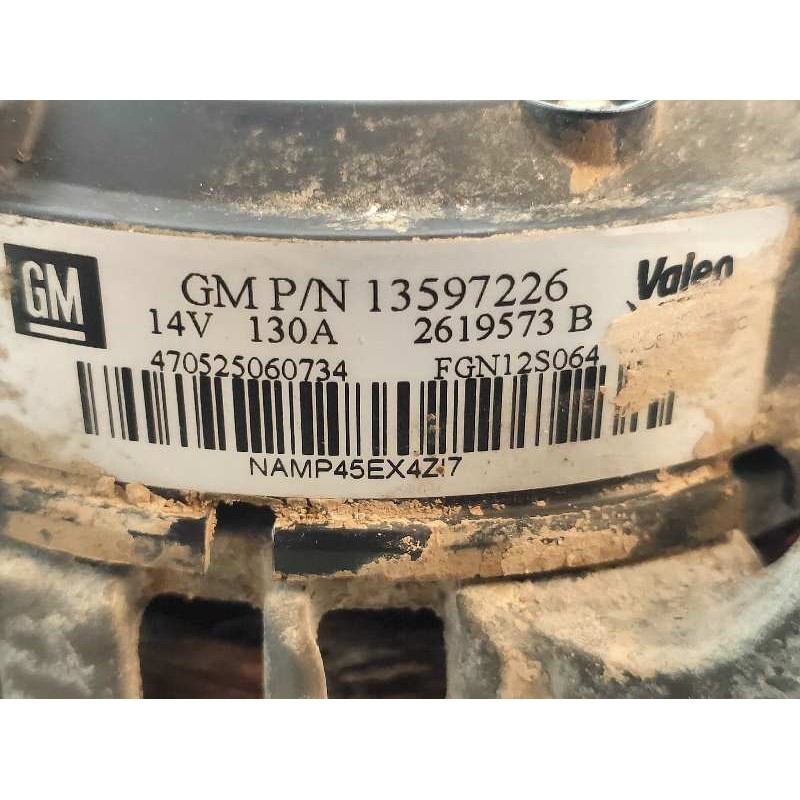 GM
GM P/N 13597226
Valeo
14V 130A 2619573 B
470525060734 FGN12S064
NAMP45EX4Z!7